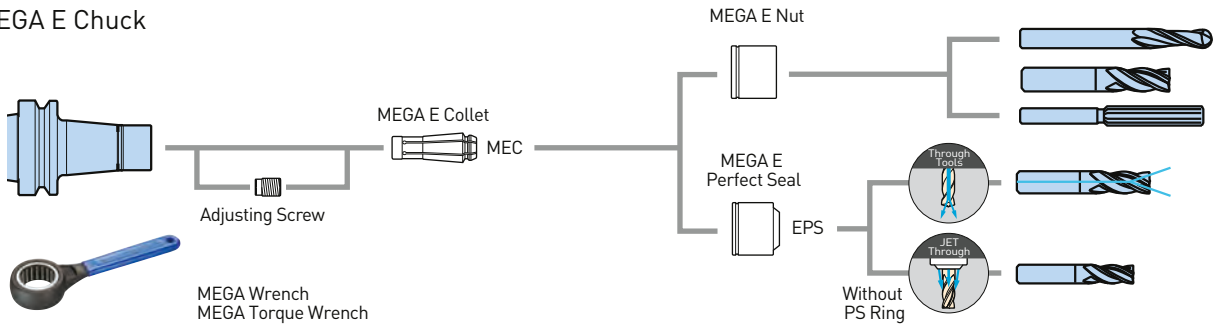 EGA E Chuck
MEGA E Nut
MEGA E Collet
MEC
Adjusting Screw
MEGA E
Perfect Seal
EPS
Through
Tools
JET
Through
Without
PS Ring
MEGA Wrench
MEGA Torque Wrench